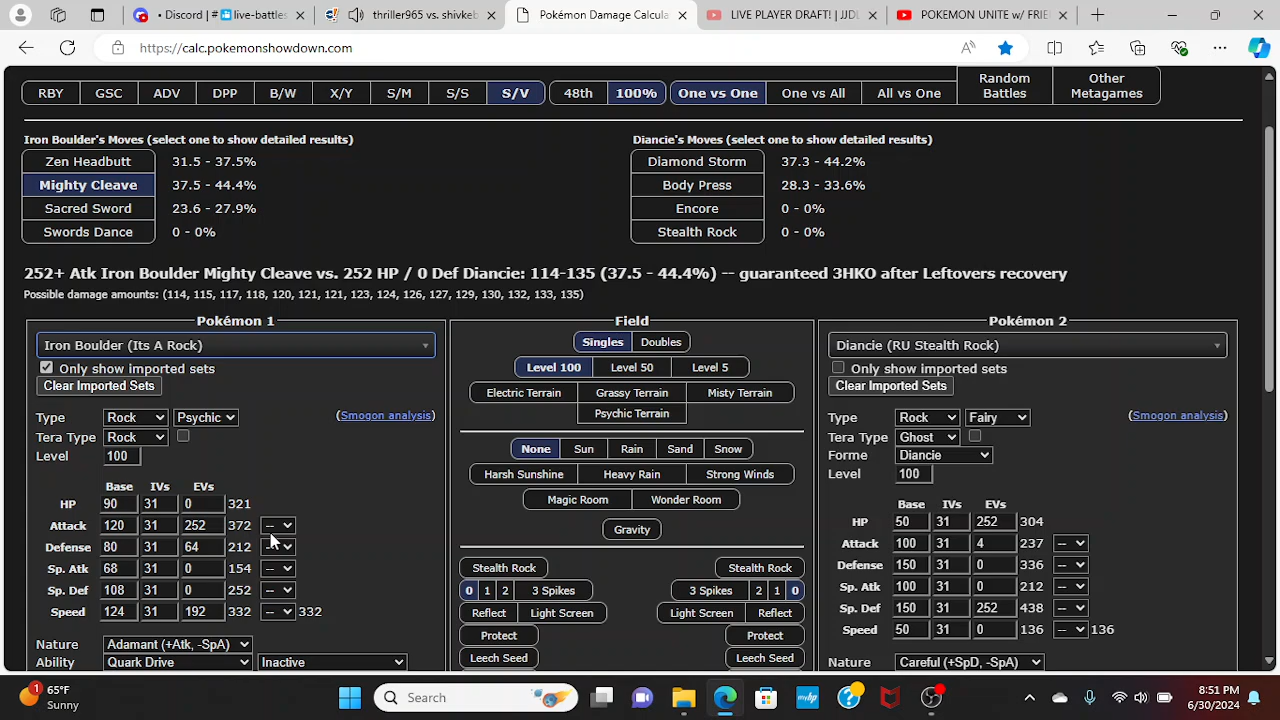 Discord | # live-battles
thriller965 vs. shivkeb
Pokémon Damage Calcula
LIVE PLAYER DRAFT! | JDL
POKEMON UNITE w/ FRIE
https://calc.pokemonshowdown.com
RBY GSC ADV DPP B/W X/Y S/M S/S S/V 48th 100% One vs One One vs All All vs One Random Battles Other Metagames
Iron Boulder's Moves (select one to show detailed results)
Diancie's Moves (select one to show detailed results)
Zen Headbutt 31.5 - 37.5%
Diamond Storm 37.3 - 44.2%
Mighty Cleave 37.5 - 44.4%
Body Press 28.3 - 33.6%
Sacred Sword 23.6 - 27.9%
Encore 0 - 0%
Swords Dance 0 - 0%
Stealth Rock 0 - 0%
252+ Atk Iron Boulder Mighty Cleave vs. 252 HP / 0 Def Diancie: 114-135 (37.5 - 44.4%) -- guaranteed 3HKO after Leftovers recovery
Possible damage amounts: (114, 115, 117, 118, 120, 121, 121, 123, 124, 126, 127, 129, 130, 132, 133, 135)
Pokémon 1
Iron Boulder (Its A Rock)
Only show imported sets
Clear Imported Sets
Type Rock Psychic (Smogon analysis)
Tera Type Rock
Level 100
Base IVs EVs
HP 90 31 0 321
Attack 120 31 252 372 --
Defense 80 31 64 212 --
Sp. Atk 68 31 0 154 --
Sp. Def 108 31 0 252 --
Speed 124 31 192 332 -- 332
Nature Adamant (+Atk, -SpA)
Ability Quark Drive Inactive
Field
Singles Doubles
Level 100 Level 50 Level 5
Electric Terrain Grassy Terrain Misty Terrain
Psychic Terrain
None Sun Rain Sand Snow
Harsh Sunshine Heavy Rain Strong Winds
Magic Room Wonder Room
Gravity
Stealth Rock Stealth Rock
0 1 2 3 Spikes 3 Spikes 2 1 0
Reflect Light Screen Light Screen Reflect
Protect Protect
Leech Seed Leech Seed
Pokémon 2
Diancie (RU Stealth Rock)
Only show imported sets
Clear Imported Sets
Type Rock Fairy (Smogon analysis)
Tera Type Ghost
Forme Diancie
Level 100
Base IVs EVs
HP 50 31 252 304
Attack 100 31 4 237 --
Defense 150 31 0 336 --
Sp. Atk 100 31 0 212 --
Sp. Def 150 31 252 438 --
Speed 50 31 0 136 -- 136
Nature Careful (+SpD, -SpA)
1 65°F
Sunny
Search
8:51 PM
6/30/2024